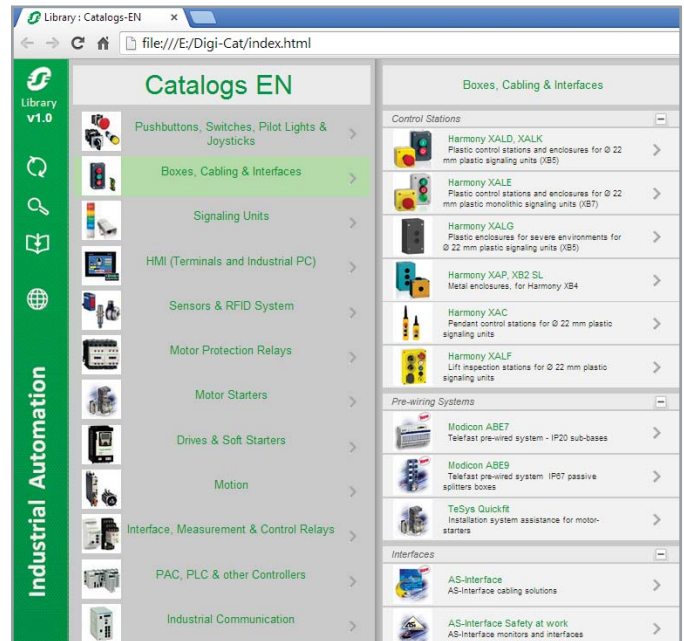 Library : Catalogs-EN
file:///E:/Digi-Cat/index.html
Library
v1.0
Industrial Automation
Catalogs EN
Pushbuttons, Switches, Pilot Lights &
Joysticks
Boxes, Cabling & Interfaces
Signaling Units
HMI (Terminals and Industrial PC)
Sensors & RFID System
Motor Protection Relays
Motor Starters
Drives & Soft Starters
Motion
Interface, Measurement & Control Relays
PAC, PLC & other Controllers
Industrial Communication
Boxes, Cabling & Interfaces
Control Stations
Harmony XALD, XALK
Plastic control stations and enclosures for Ø 22
mm plastic signaling units (XB5)
Harmony XALE
Plastic control stations and enclosures for Ø 22
mm plastic monolithic signaling units (XB7)
Harmony XALG
Plastic enclosures for severe environments for
Ø 22 mm plastic signaling units (XB5)
Harmony XAP, XB2 SL
Metal enclosures, for Harmony XB4
Harmony XAC
Pendant control stations for Ø 22 mm plastic
signaling units
Harmony XALF
Lift inspection stations for Ø 22 mm plastic
signaling units
Pre-wiring Systems
Modicon ABE7
Telefast pre-wired system - IP20 sub-bases
Modicon ABE9
Telefast pre-wired system IP67 passive
splitters boxes
TeSys Quickfit
Installation system assistance for motor-
starters
Interfaces
AS-Interface
AS-Interface cabling solutions
AS-Interface Safety at work
AS-Interface monitors and interfaces